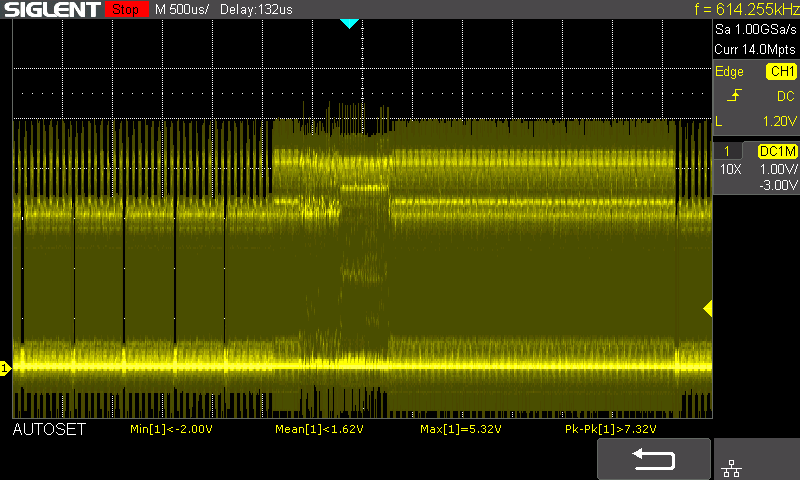 SIGLENT Stop M 500us/ Delay:132us f = 614.255kHz
Sa 1.00GSa/s
Curr 14.0Mpts
Edge CH1
DC
L 1.20V
1 DC1M
10X 1.00V/
-3.00V
1
AUTOSET Min[1]<-2.00V Mean[1]<1.62V Max[1]=5.32V Pk-Pk[1]>7.32V